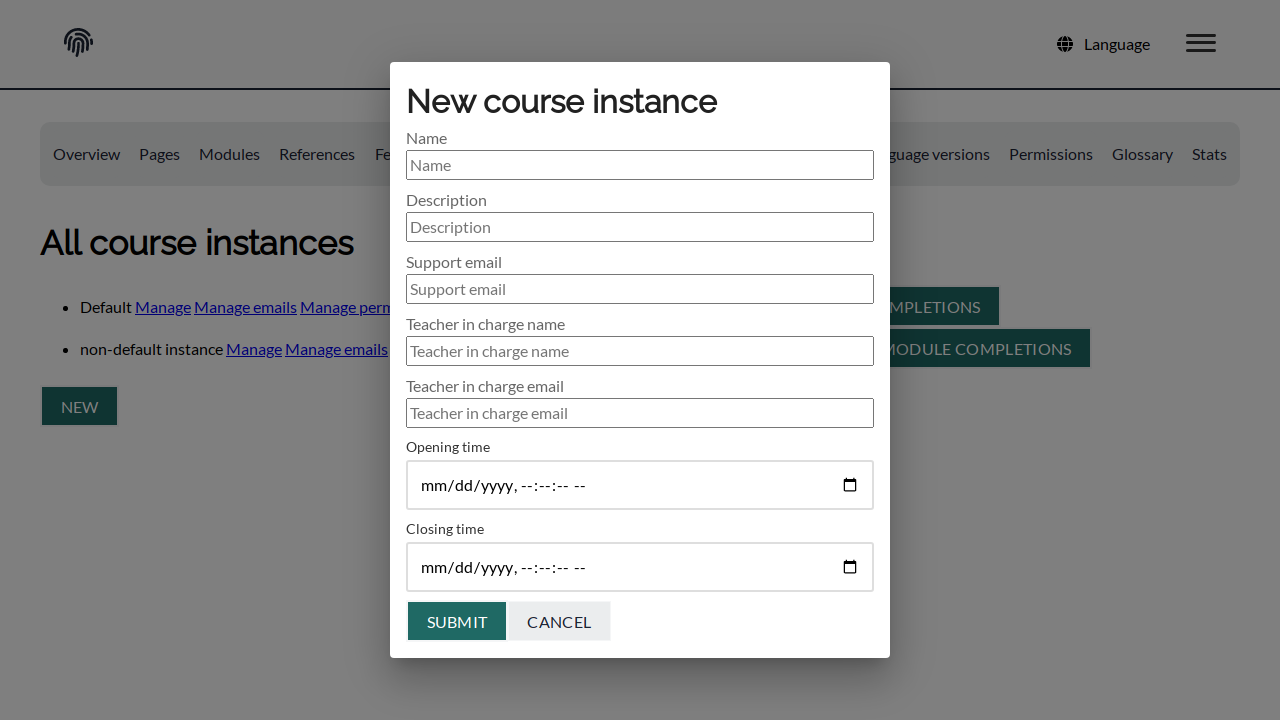 Language
Overview Pages Modules References Fe guage versions Permissions Glossary Stats
All course instances
Default Manage Manage emails Manage perm MPLETIONS
non-default instance Manage Manage emails MODULE COMPLETIONS
NEW
New course instance
Name
Name
Description
Description
Support email
Support email
Teacher in charge name
Teacher in charge name
Teacher in charge email
Teacher in charge email
Opening time
mm/dd/yyyy, --:--:-- --
Closing time
mm/dd/yyyy, --:--:-- --
SUBMIT CANCEL